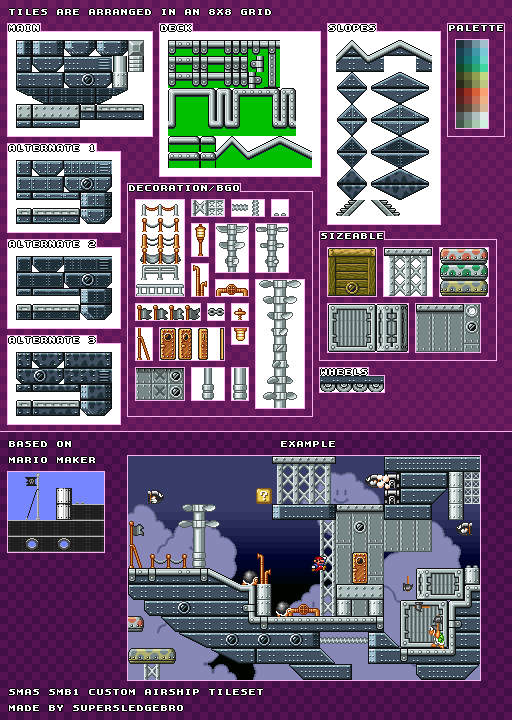 TILES ARE ARRANGED IN AN 8X8 GRID
MAIN
DECK
SLOPES
PALETTE
ALTERNATE 1
DECORATION/BGO
SIZEABLE
ALTERNATE 2
ALTERNATE 3
WHEELS
BASED ON
MARIO MAKER
EXAMPLE
?
SMAS SMB1 CUSTOM AIRSHIP TILESET
MADE BY SUPERSLEDGEBRO